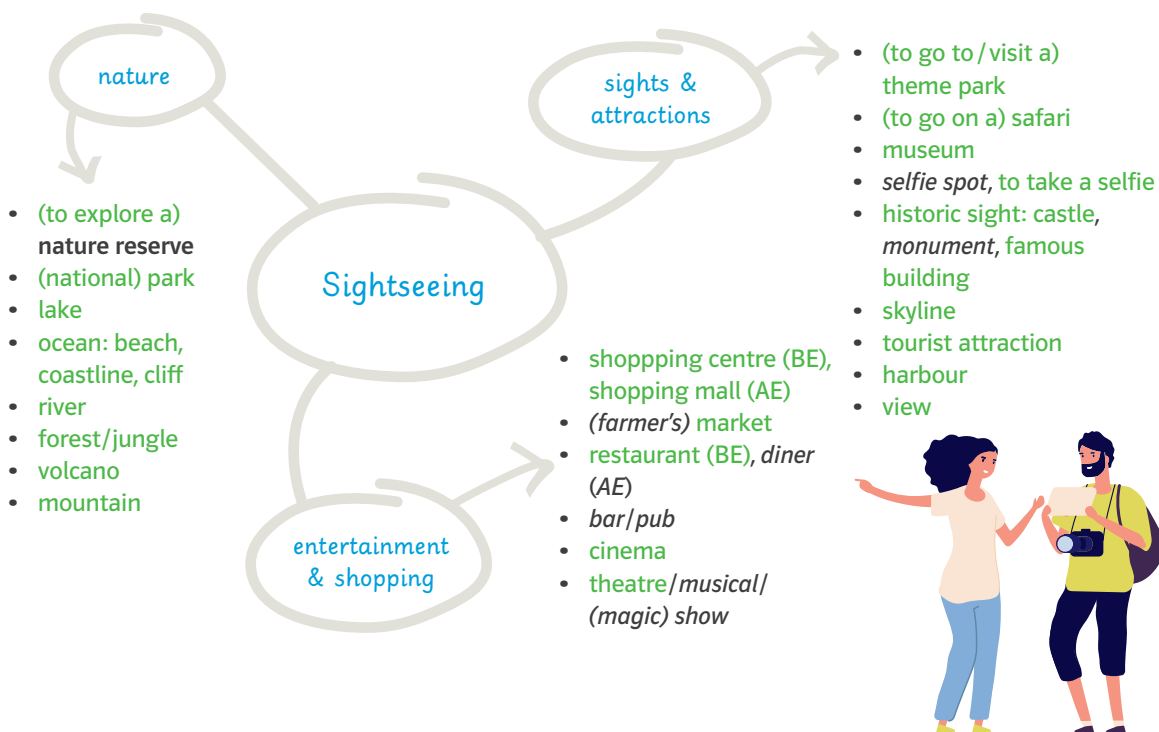 nature
• (to explore a)
nature reserve
• (national) park
• lake
• ocean: beach,
coastline, cliff
• river
• forest/jungle
• volcano
• mountain
Sightseeing
sights &
attractions
• (to go to/visit a)
theme park
• (to go on a) safari
• museum
• selfie spot, to take a selfie
• historic sight: castle,
monument, famous
building
• skyline
• tourist attraction
• harbour
• view
entertainment
& shopping
• shoppping centre (BE),
shopping mall (AE)
• (farmer's) market
• restaurant (BE), diner
(AE)
• bar/pub
• cinema
• theatre/musical/
(magic) show